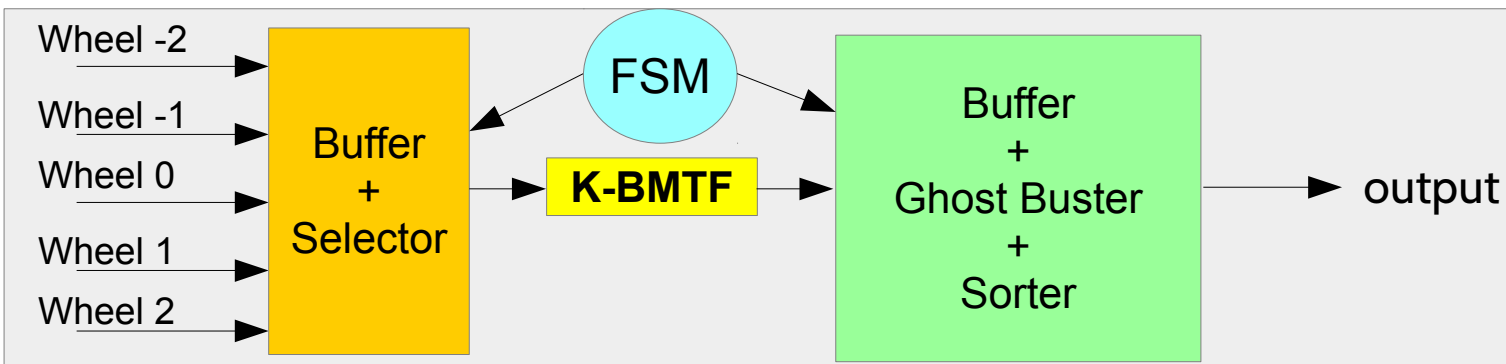 Wheel -2
Wheel -1
Wheel 0
Wheel 1
Wheel 2
Buffer
+
Selector
FSM
K-BMTF
Buffer
+
Ghost Buster
+
Sorter
output